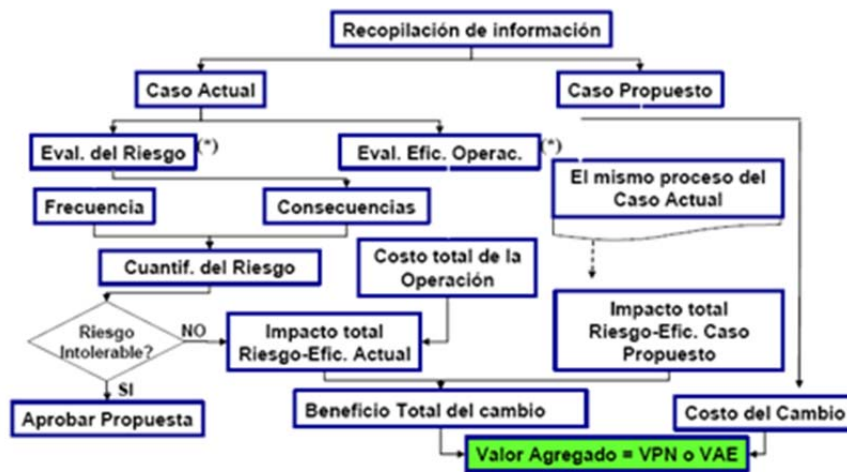 Recopilación de información
Caso Actual
Caso Propuesto
Eval. del Riesgo
(*)
Eval. Efic. Operac.
(*)
El mismo proceso del
Caso Actual
Frecuencia
Consecuencias
Cuantif. del Riesgo
Costo total de la
Operación
Riesgo
Intolerable?
NO
Impacto total
Riesgo-Efic. Actual
Impacto total
Riesgo-Efic. Caso
Propuesto
SI
Aprobar Propuesta
Beneficio Total del cambio
Costo del Cambio
Valor Agregado = VPN o VAE